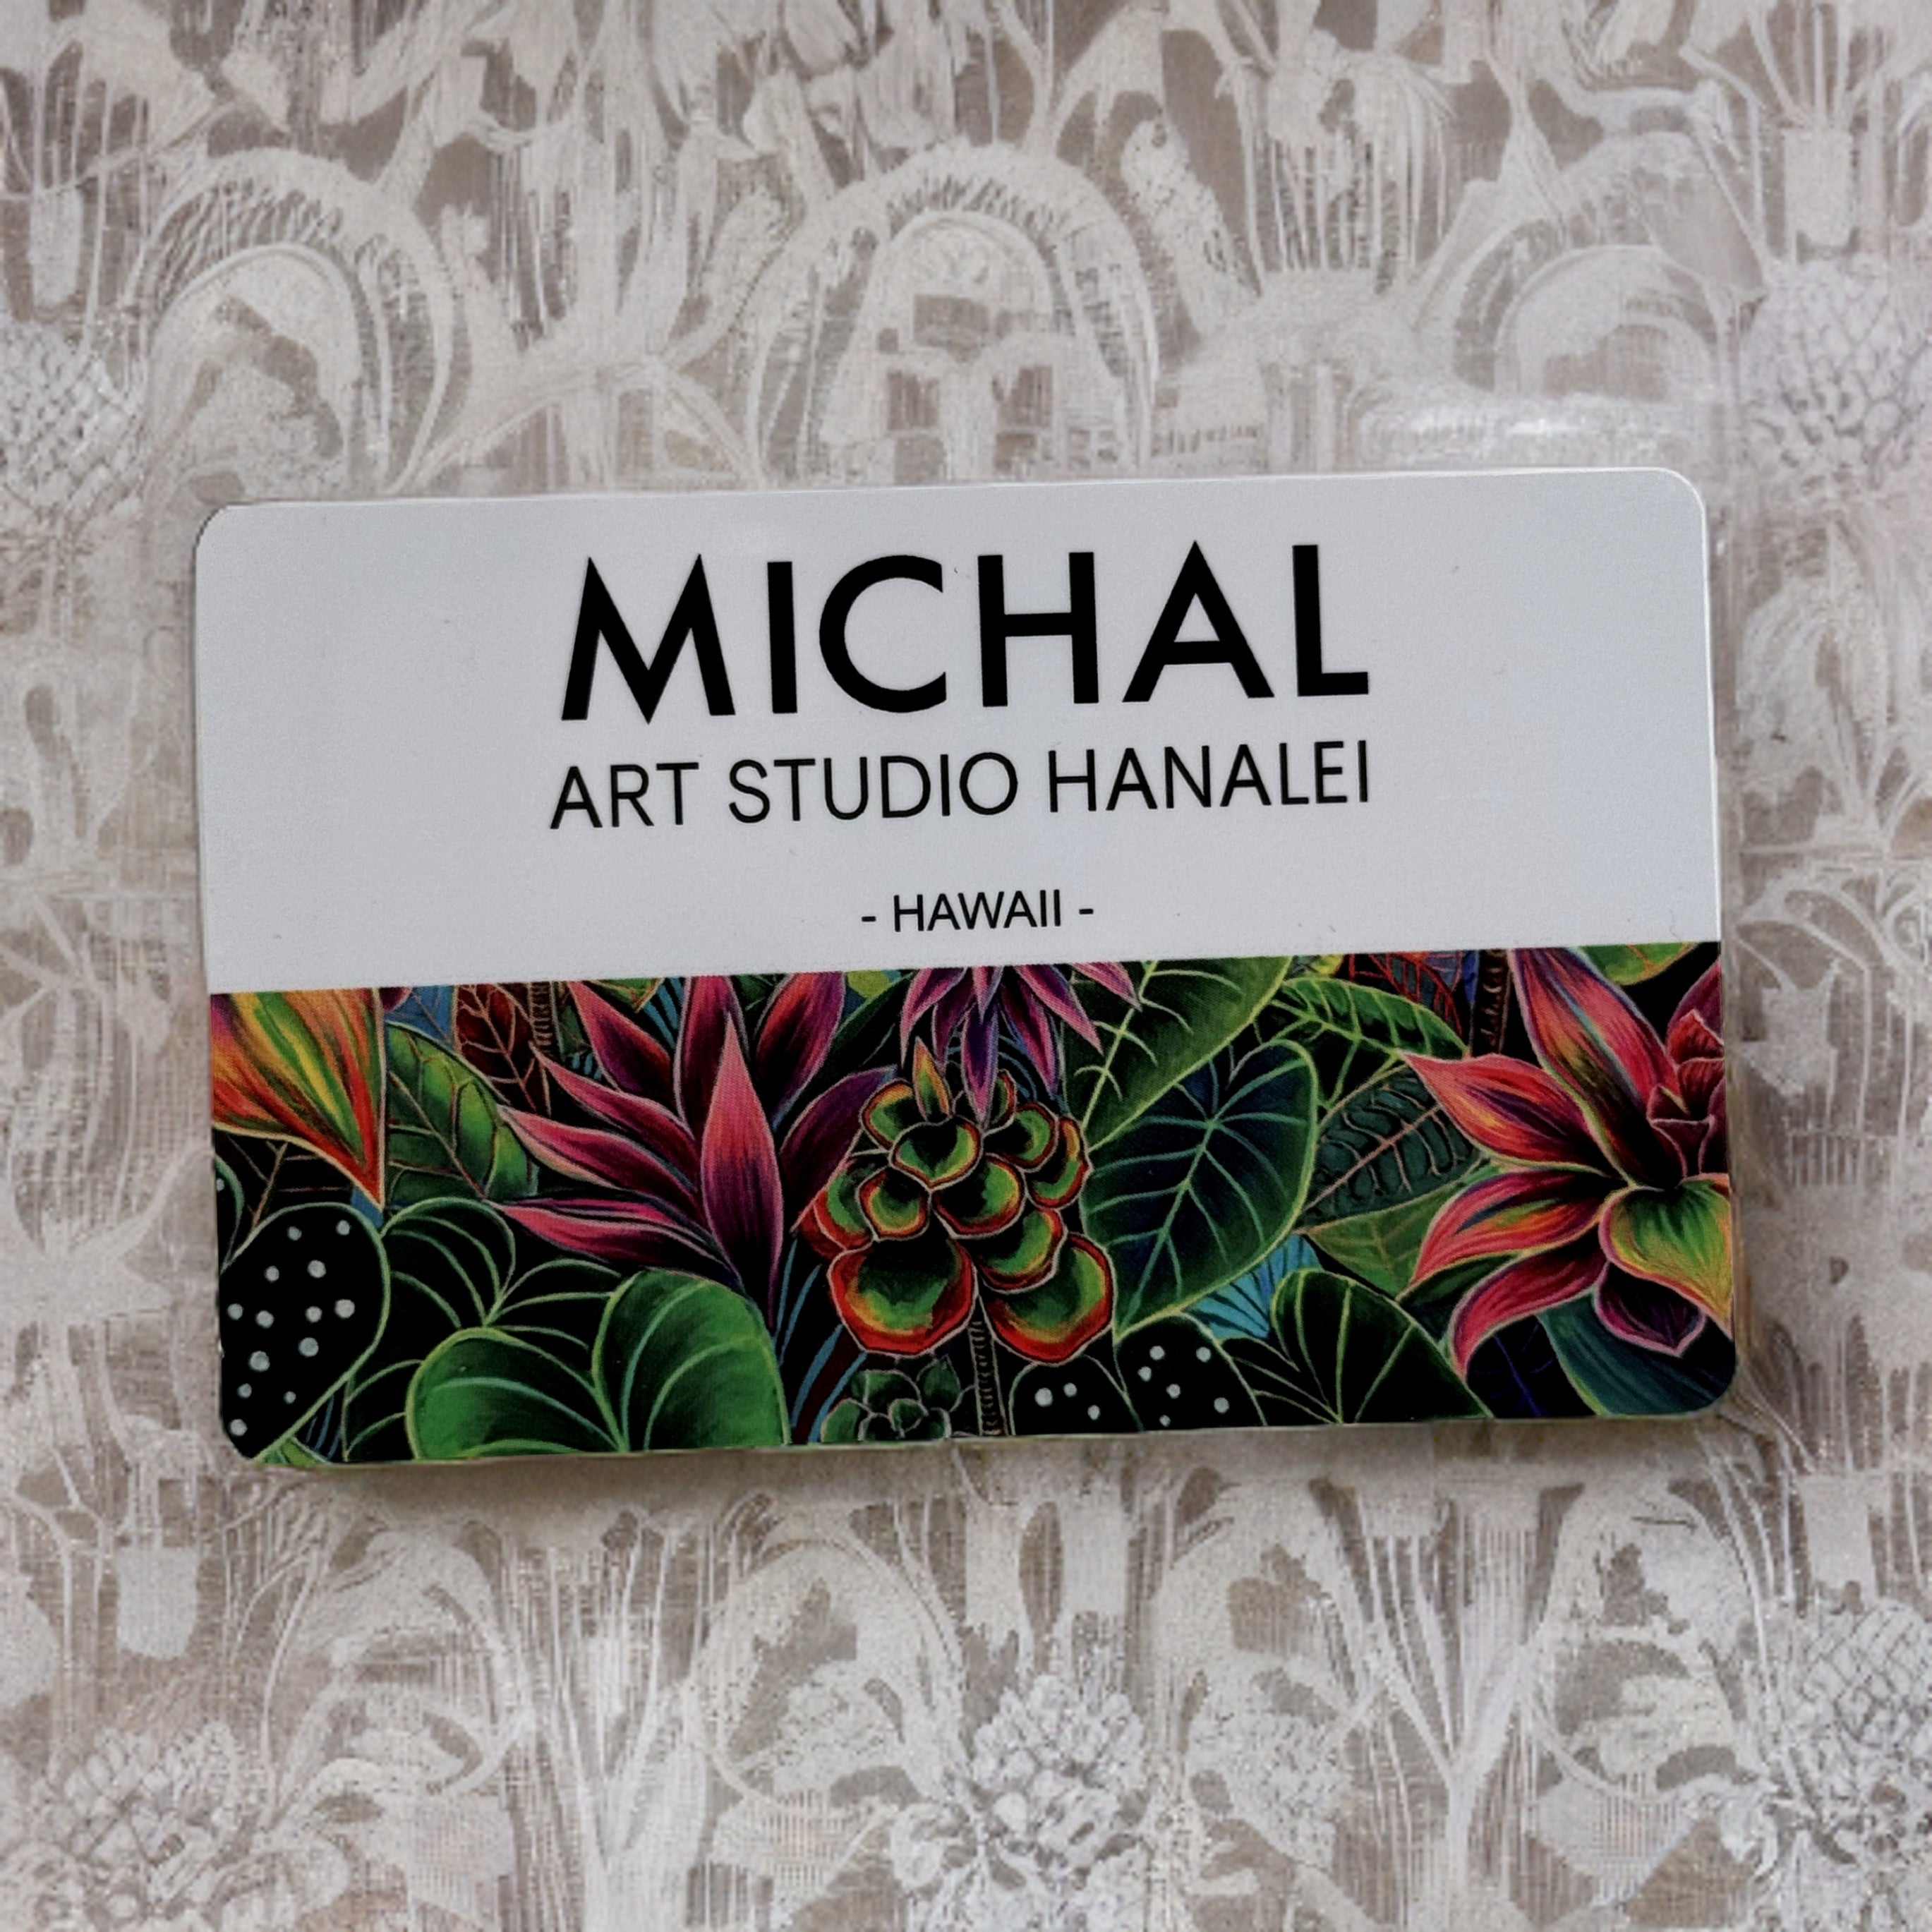 MICHAL
ART STUDIO HANALEI
- HAWAII -